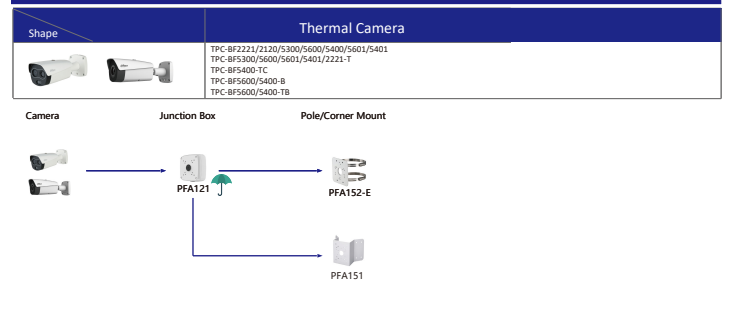 Shape
Thermal Camera
TPC-BF2221/2120/5300/5600/5400/5601/5401
TPC-BF5300/5600/5601/5401/2221-T
TPC-BF5400-TC
TPC-BF5600/5400-B
TPC-BF5600/5400-TB
Camera Junction Box Pole/Corner Mount
PFA121
PFA152-E
PFA151